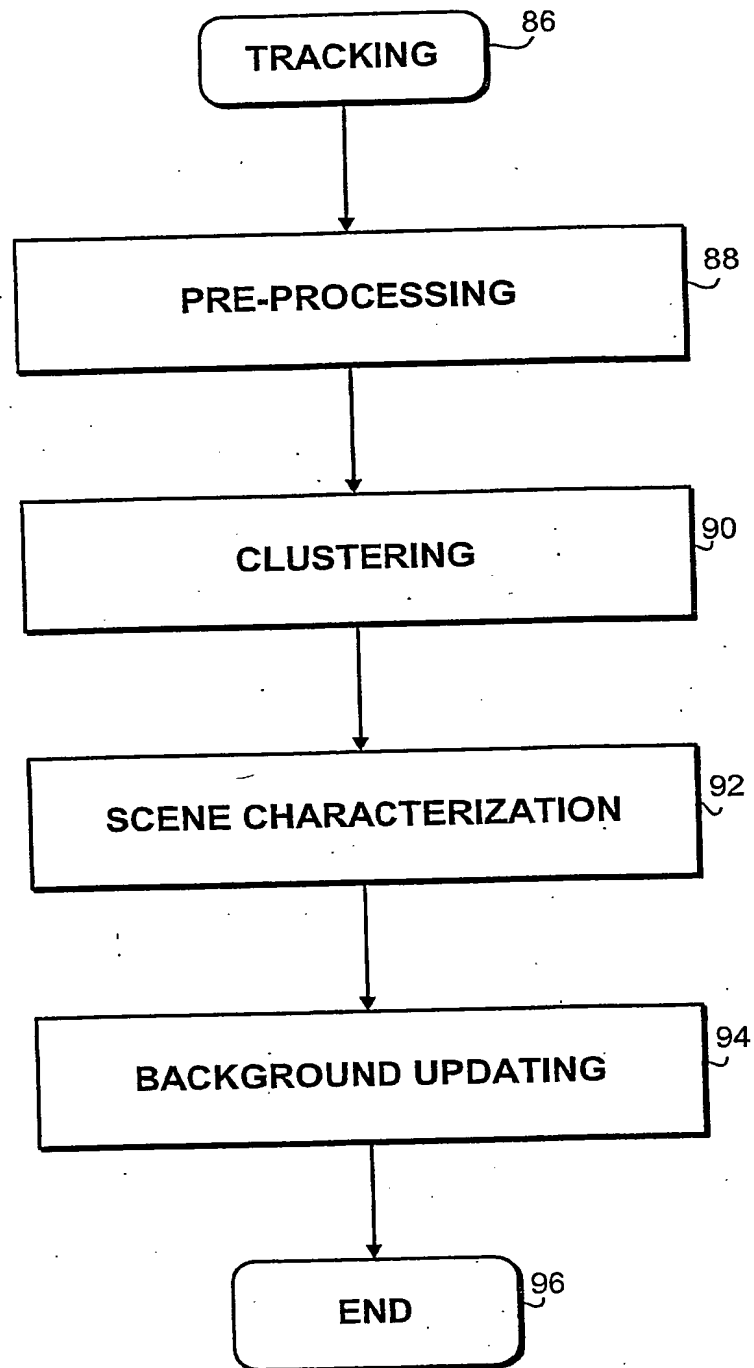 TRACKING 86
PRE-PROCESSING 88
CLUSTERING 90
SCENE CHARACTERIZATION 92
BACKGROUND UPDATING 94
END 96